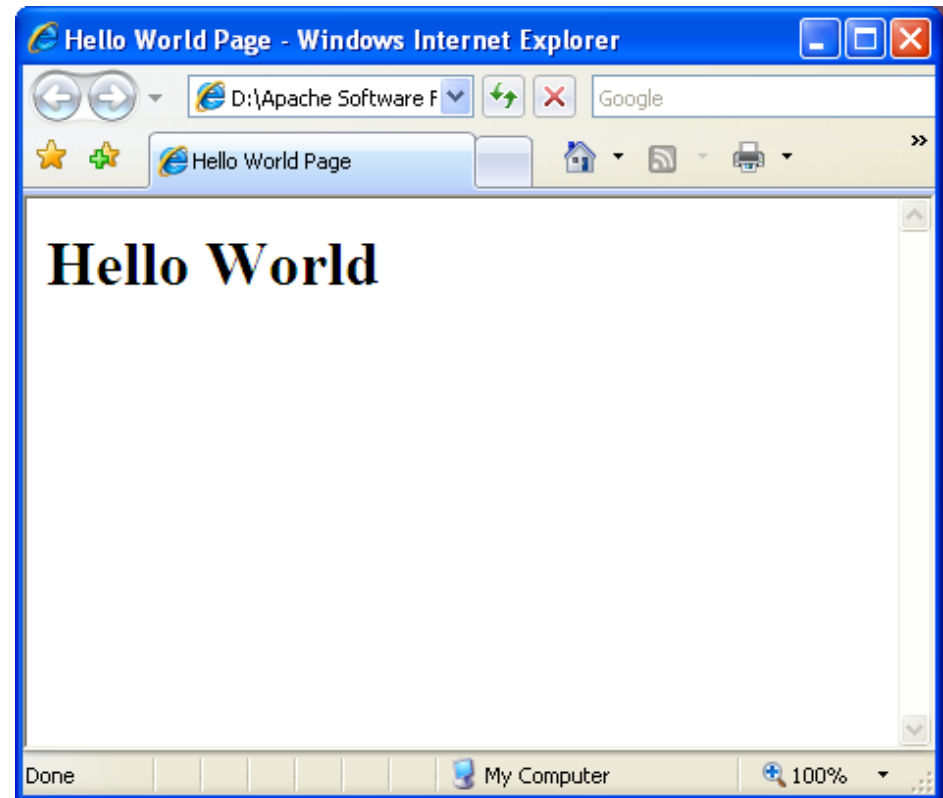 Hello World Page - Windows Internet Explorer
D:\Apache Software F
Google
Hello World Page
»
Hello World
Done
My Computer
100%